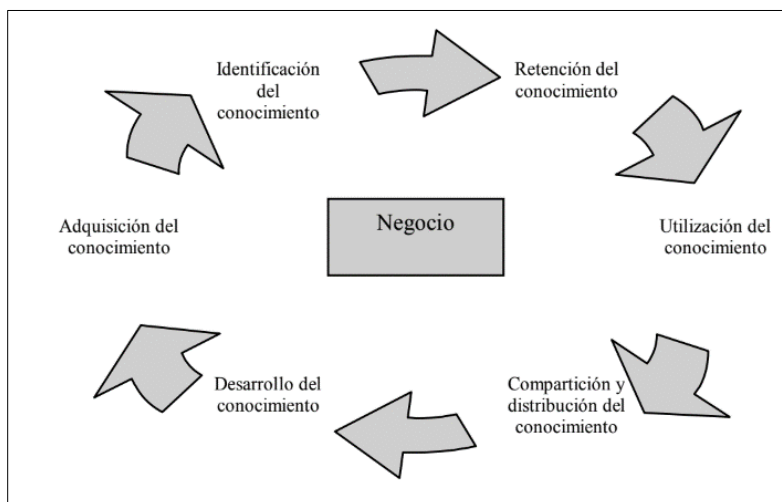 Identificación
del
conocimiento
Retención del
conocimiento
Adquisición del
conocimiento
Negocio
Utilización del
conocimiento
Desarrollo del
conocimiento
Compartición y
distribución del
conocimiento